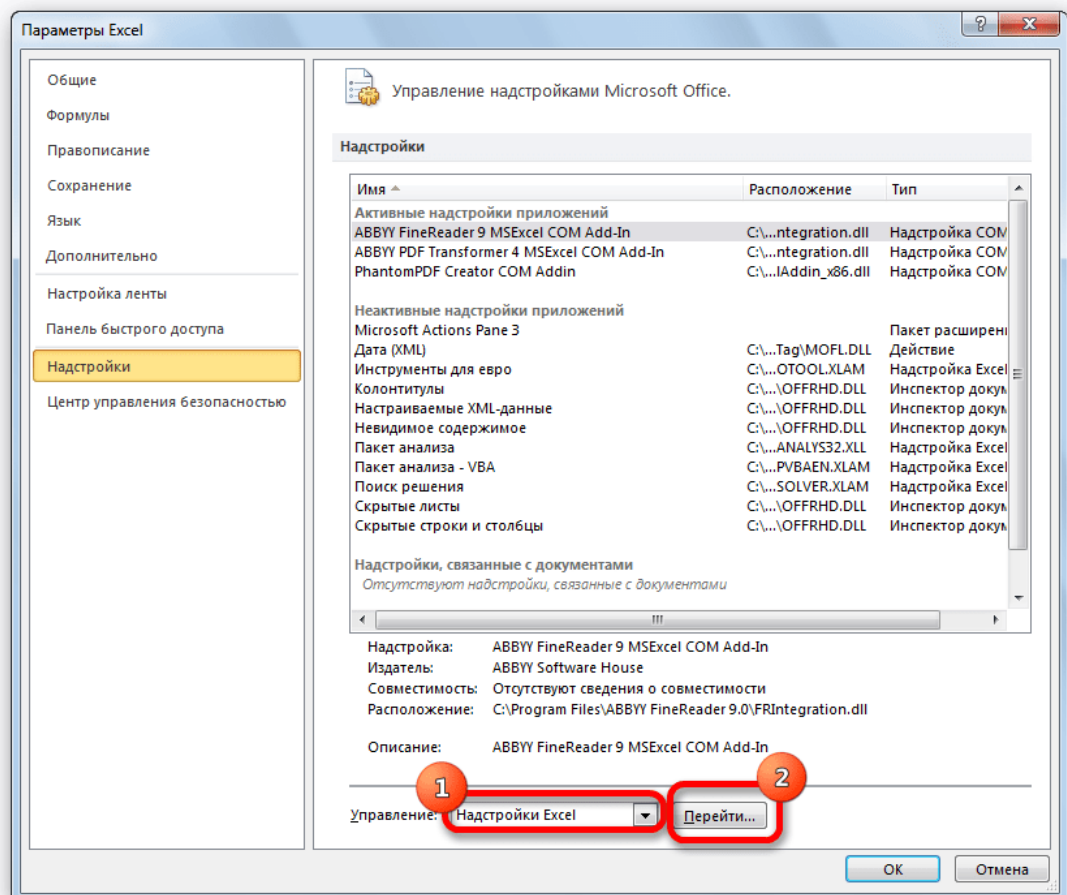 Параметры Excel
Общие
Формулы
Правописание
Сохранение
Язык
Дополнительно
Настройка ленты
Панель быстрого доступа
Надстройки
Центр управления безопасностью
Управление надстройками Microsoft Office.
Надстройки
Имя Расположение Тип
Активные надстройки приложений
ABBYY FineReader 9 MSExcel COM Add-In C:\...ntegration.dll Надстройка COM
ABBYY PDF Transformer 4 MSExcel COM Add-In C:\...ntegration.dll Надстройка COM
PhantomPDF Creator COM Addin C:\...lAddin_x86.dll Надстройка COM
Неактивные надстройки приложений
Microsoft Actions Pane 3 Пакет расширен
Дата (XML) C:\...Tag\MOFL.DLL Действие
Инструменты для евро C:\...OTOOL.XLAM Надстройка Excel
Колонтитулы C:\...\OFFRHD.DLL Инспектор докум
Настраиваемые XML-данные C:\...\OFFRHD.DLL Инспектор докум
Невидимое содержимое C:\...\OFFRHD.DLL Инспектор докум
Пакет анализа C:\...ANALYS32.XLL Надстройка Excel
Пакет анализа - VBA C:\...PVBAEN.XLAM Надстройка Excel
Поиск решения C:\...SOLVER.XLAM Надстройка Excel
Скрытые листы C:\...\OFFRHD.DLL Инспектор докум
Скрытые строки и столбцы C:\...\OFFRHD.DLL Инспектор докум
Надстройки, связанные с документами
Отсутствуют надстройки, связанные с документами
Надстройка: ABBYY FineReader 9 MSExcel COM Add-In
Издатель: ABBYY Software House
Совместимость: Отсутствуют сведения о совместимости
Расположение: C:\Program Files\ABBYY FineReader 9.0\FRIntegration.dll
Описание: ABBYY FineReader 9 MSExcel COM Add-In
1 2
Управление: Надстройки Excel Перейти...
ОК Отмена